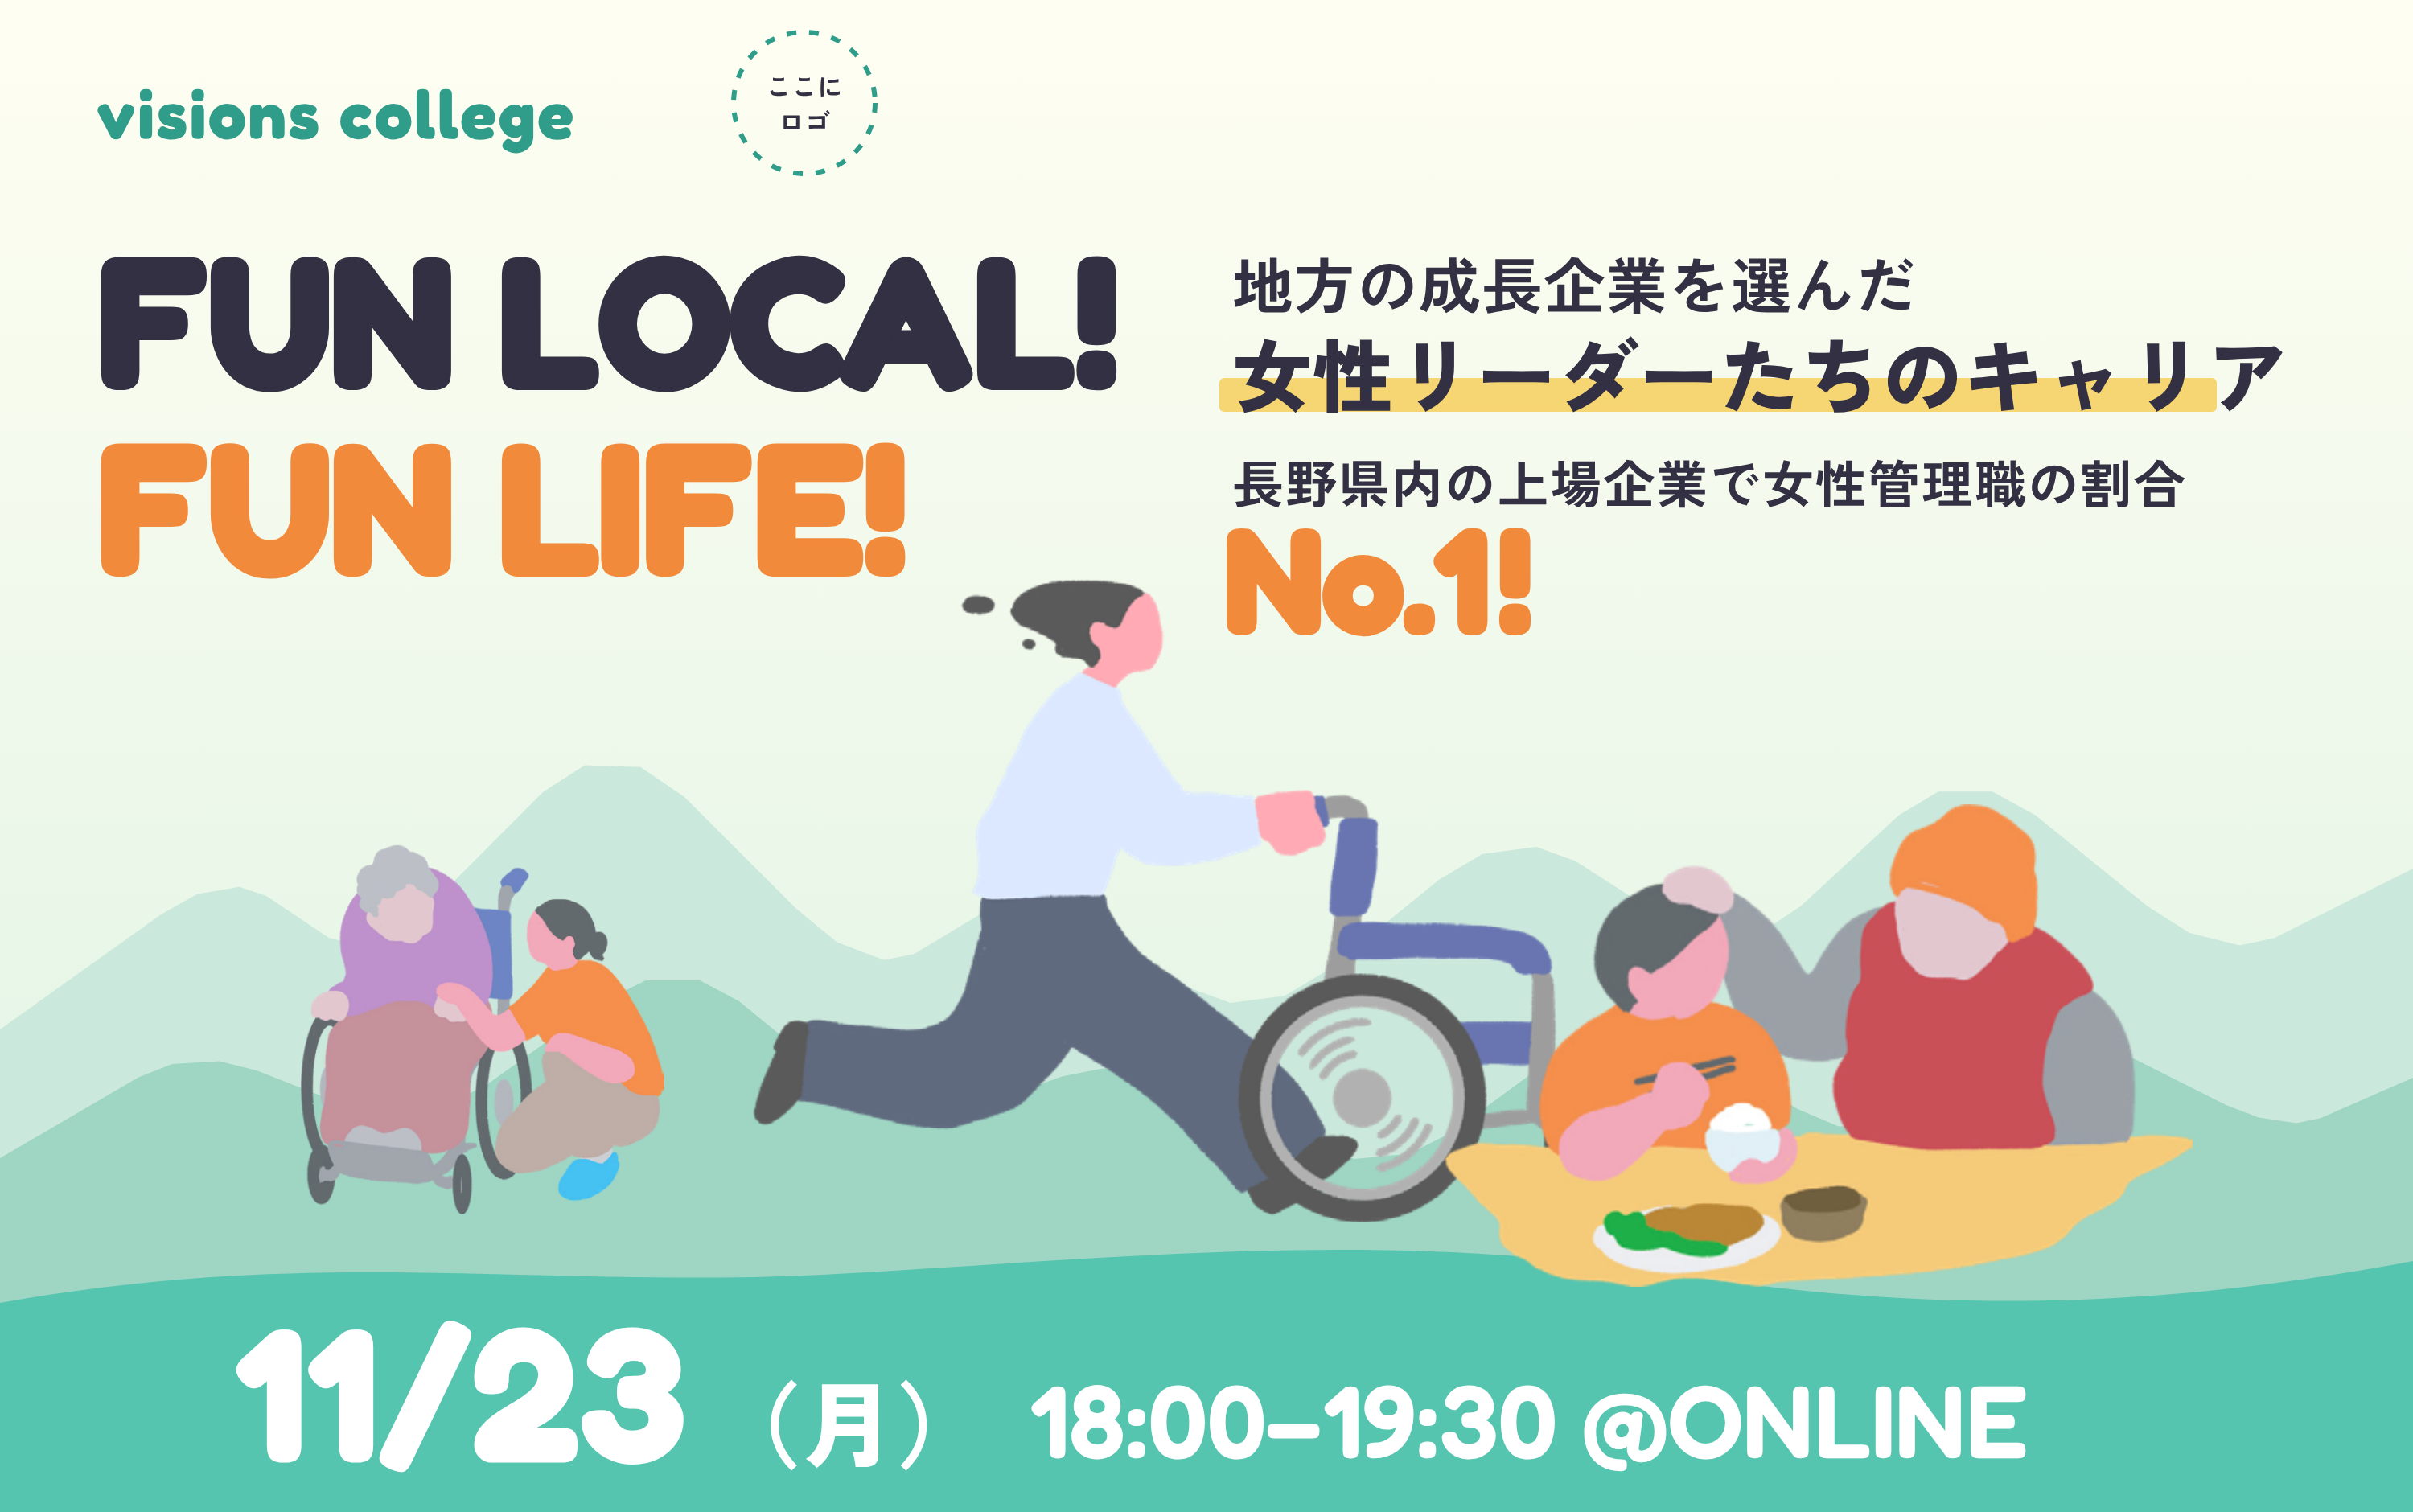 visions college
ここに
ロゴ
FUN LOCAL!
FUN LIFE!
地方の成長企業を選んだ
女性リーダーたちのキャリア
長野県内の上場企業で女性管理職の割合
No.1!
11/23（月） 18:00–19:30 @ONLINE